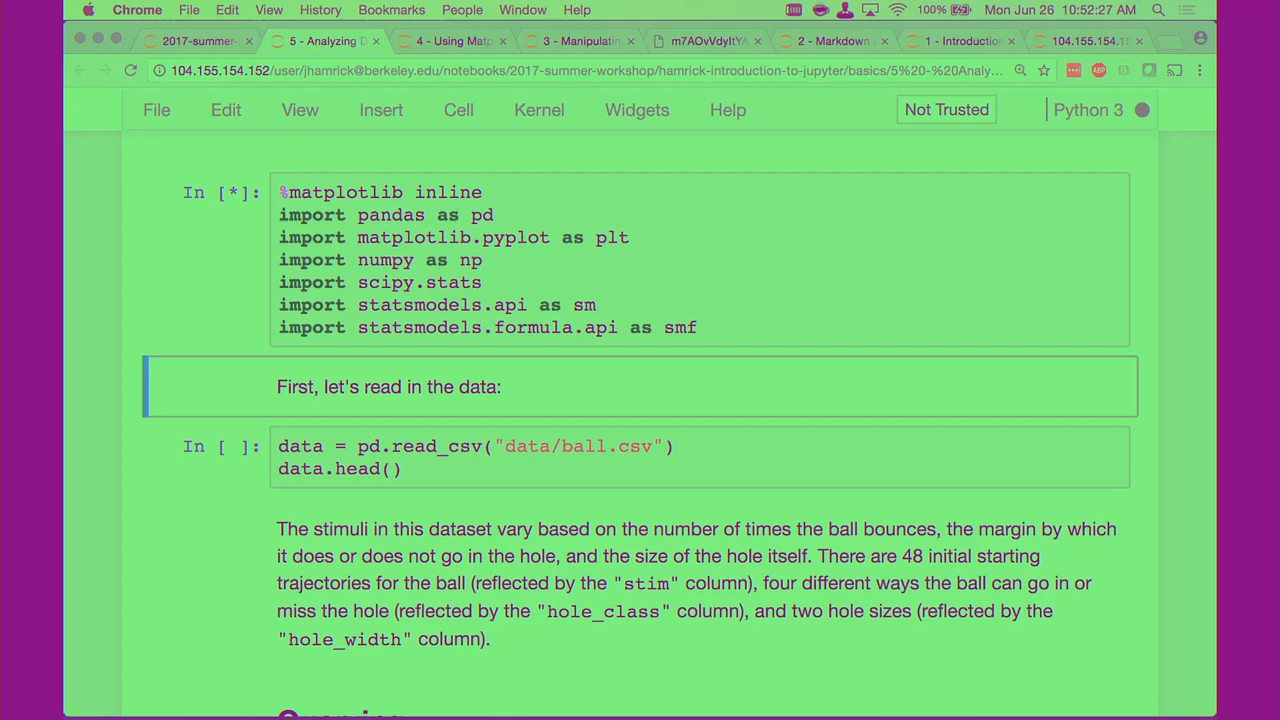 Chrome File Edit View History Bookmarks People Window Help 100% Mon Jun 26 10:52:27 AM
2017-summer- 5 - Analyzing D 4 - Using Matp 3 - Manipulating m7AOvVdyItYA 2 - Markdown 1 - Introduction 104.155.154.15
104.155.154.152/user/jhamrick@berkeley.edu/notebooks/2017-summer-workshop/hamrick-introduction-to-jupyter/basics/5%20-%20Analy... ABP
File Edit View Insert Cell Kernel Widgets Help Not Trusted Python 3
In [*]: %matplotlib inline
import pandas as pd
import matplotlib.pyplot as plt
import numpy as np
import scipy.stats
import statsmodels.api as sm
import statsmodels.formula.api as smf
First, let's read in the data:
In [ ]: data = pd.read_csv("data/ball.csv")
data.head()
The stimuli in this dataset vary based on the number of times the ball bounces, the margin by which
it does or does not go in the hole, and the size of the hole itself. There are 48 initial starting
trajectories for the ball (reflected by the "stim" column), four different ways the ball can go in or
miss the hole (reflected by the "hole_class" column), and two hole sizes (reflected by the
"hole_width" column).